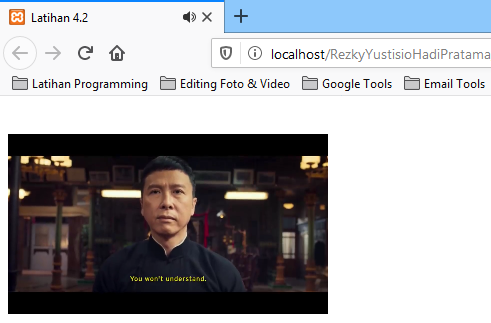 Latihan 4.2
localhost/RezkyYustisioHadiPratama
Latihan Programming
Editing Foto & Video
Google Tools
Email Tools
You won't understand.